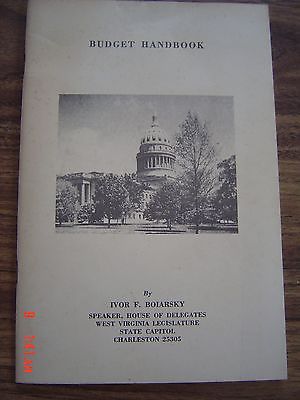 BUDGET HANDBOOK
By
IVOR F. BOIARSKY
SPEAKER, HOUSE OF DELEGATES
WEST VIRGINIA LEGISLATURE
STATE CAPITOL
CHARLESTON 25305